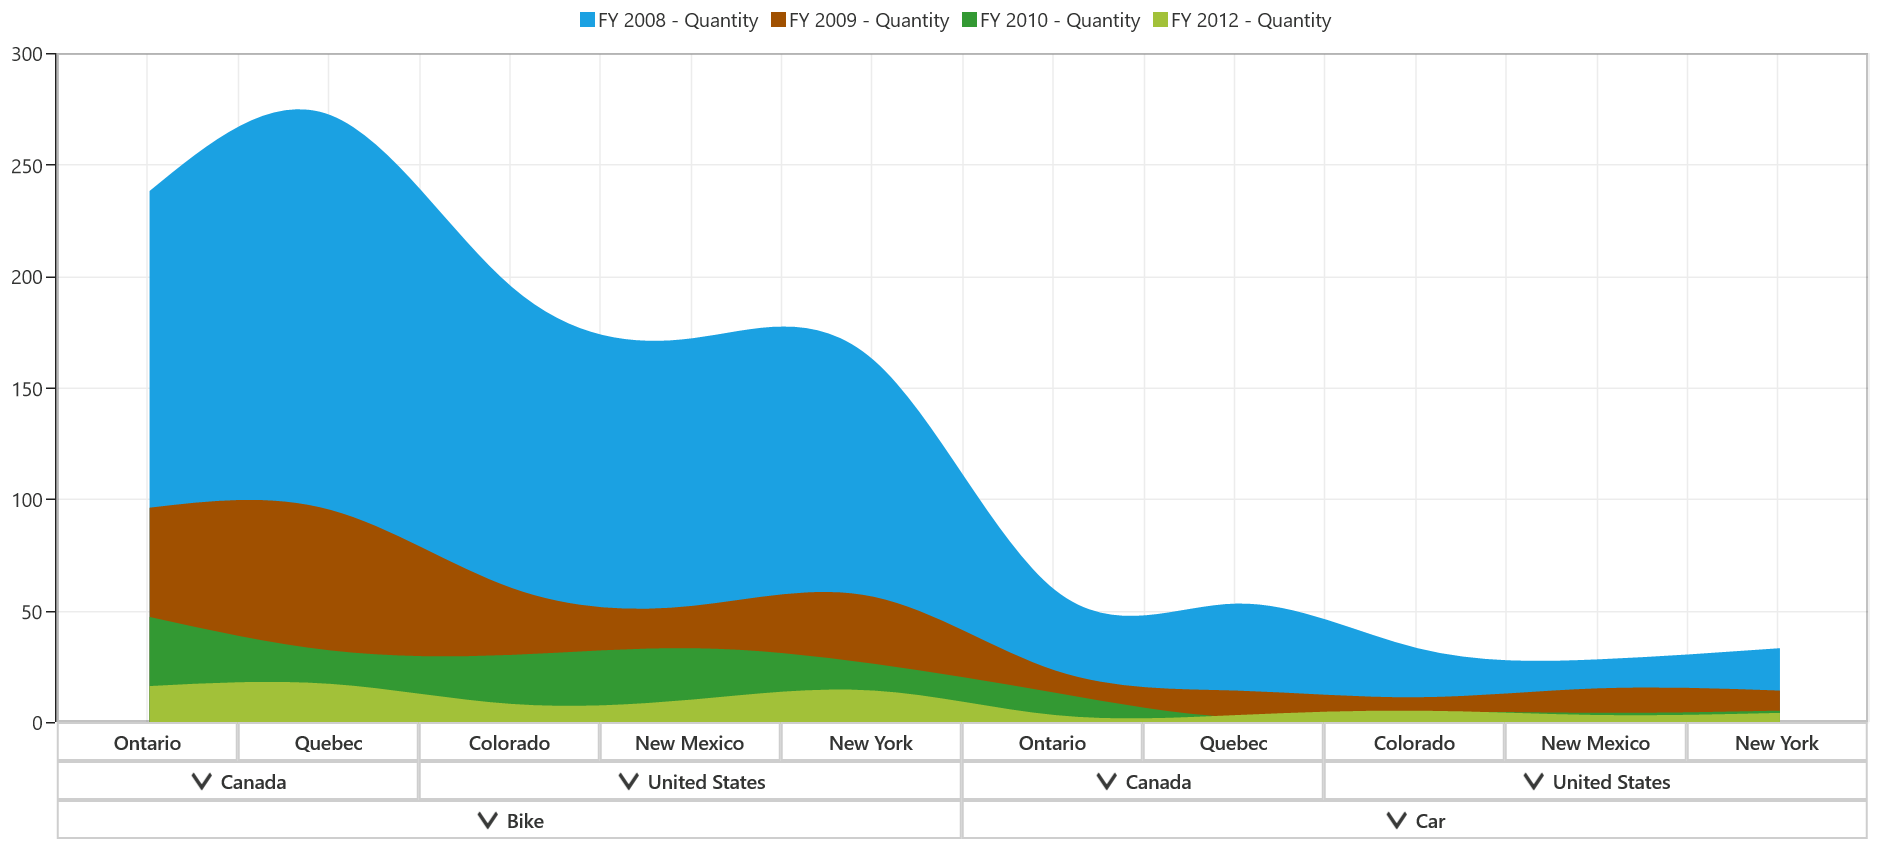 FY 2008 - Quantity FY 2009 - Quantity FY 2010 - Quantity FY 2012 - Quantity
300
250
200
150
100
50
0
Ontario Quebec Colorado New Mexico New York Ontario Quebec Colorado New Mexico New York
Canada United States Canada United States
Bike Car